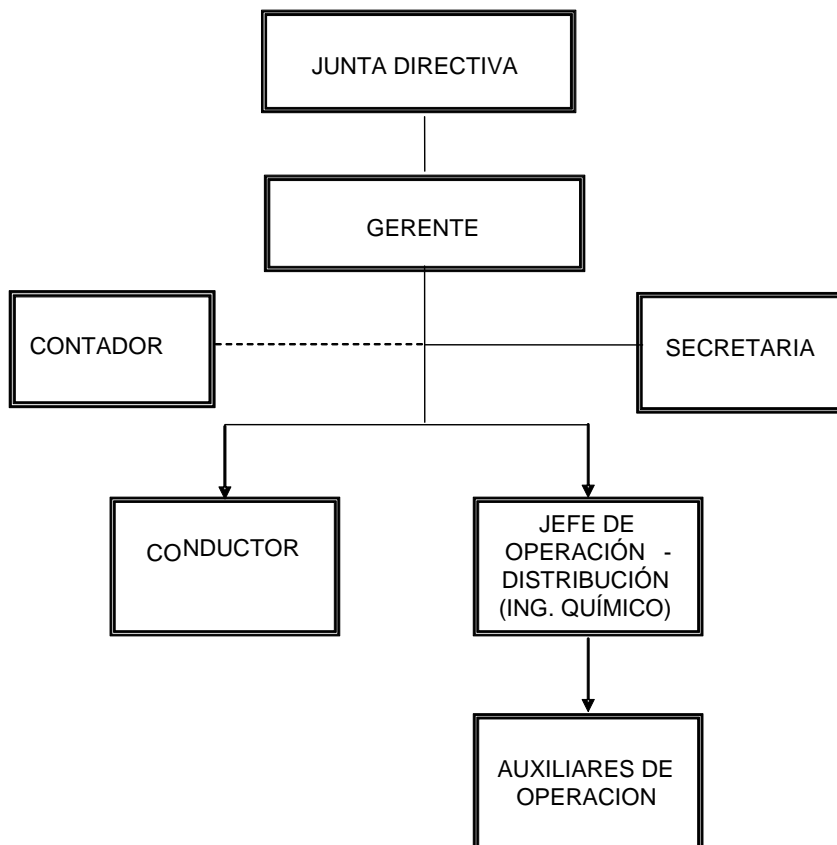 JUNTA DIRECTIVA
GERENTE
CONTADOR
SECRETARIA
CONDUCTOR
JEFE DE
OPERACIÓN -
DISTRIBUCIÓN
(ING. QUÍMICO)
AUXILIARES DE
OPERACION